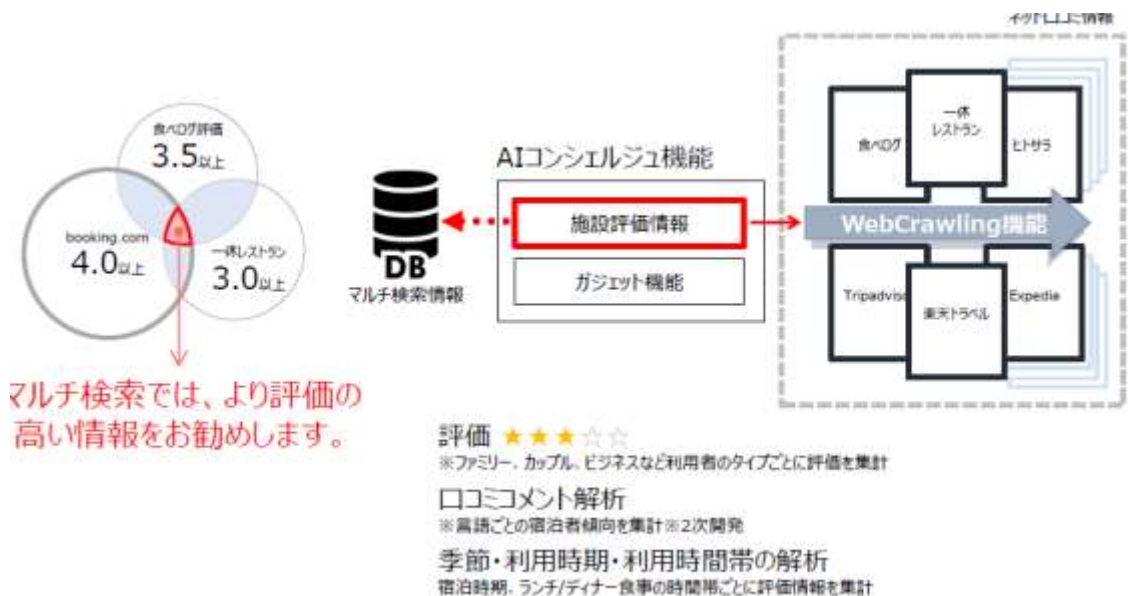 ネット口コミ情報
食べログ評価
3.5以上
booking.com
4.0以上
一休レストラン
3.0以上
マルチ検索では、より評価の
高い情報をお勧めします。
DB
マルチ検索情報
AIコンシェルジュ機能
施設評価情報
ガジェット機能
食べログ
一休
レストラン
ヒトサラ
WebCrawling機能
Tripadviso
楽天トラベル
Expedia
評価 ★★★☆☆
※ファミリー、カップル、ビジネスなど利用者のタイプごとに評価を集計
口コミコメント解析
※言語ごとの宿泊者傾向を集計※2次開発
季節・利用時期・利用時間帯の解析
宿泊時期、ランチ/ディナー食事の時間帯ごとに評価情報を集計